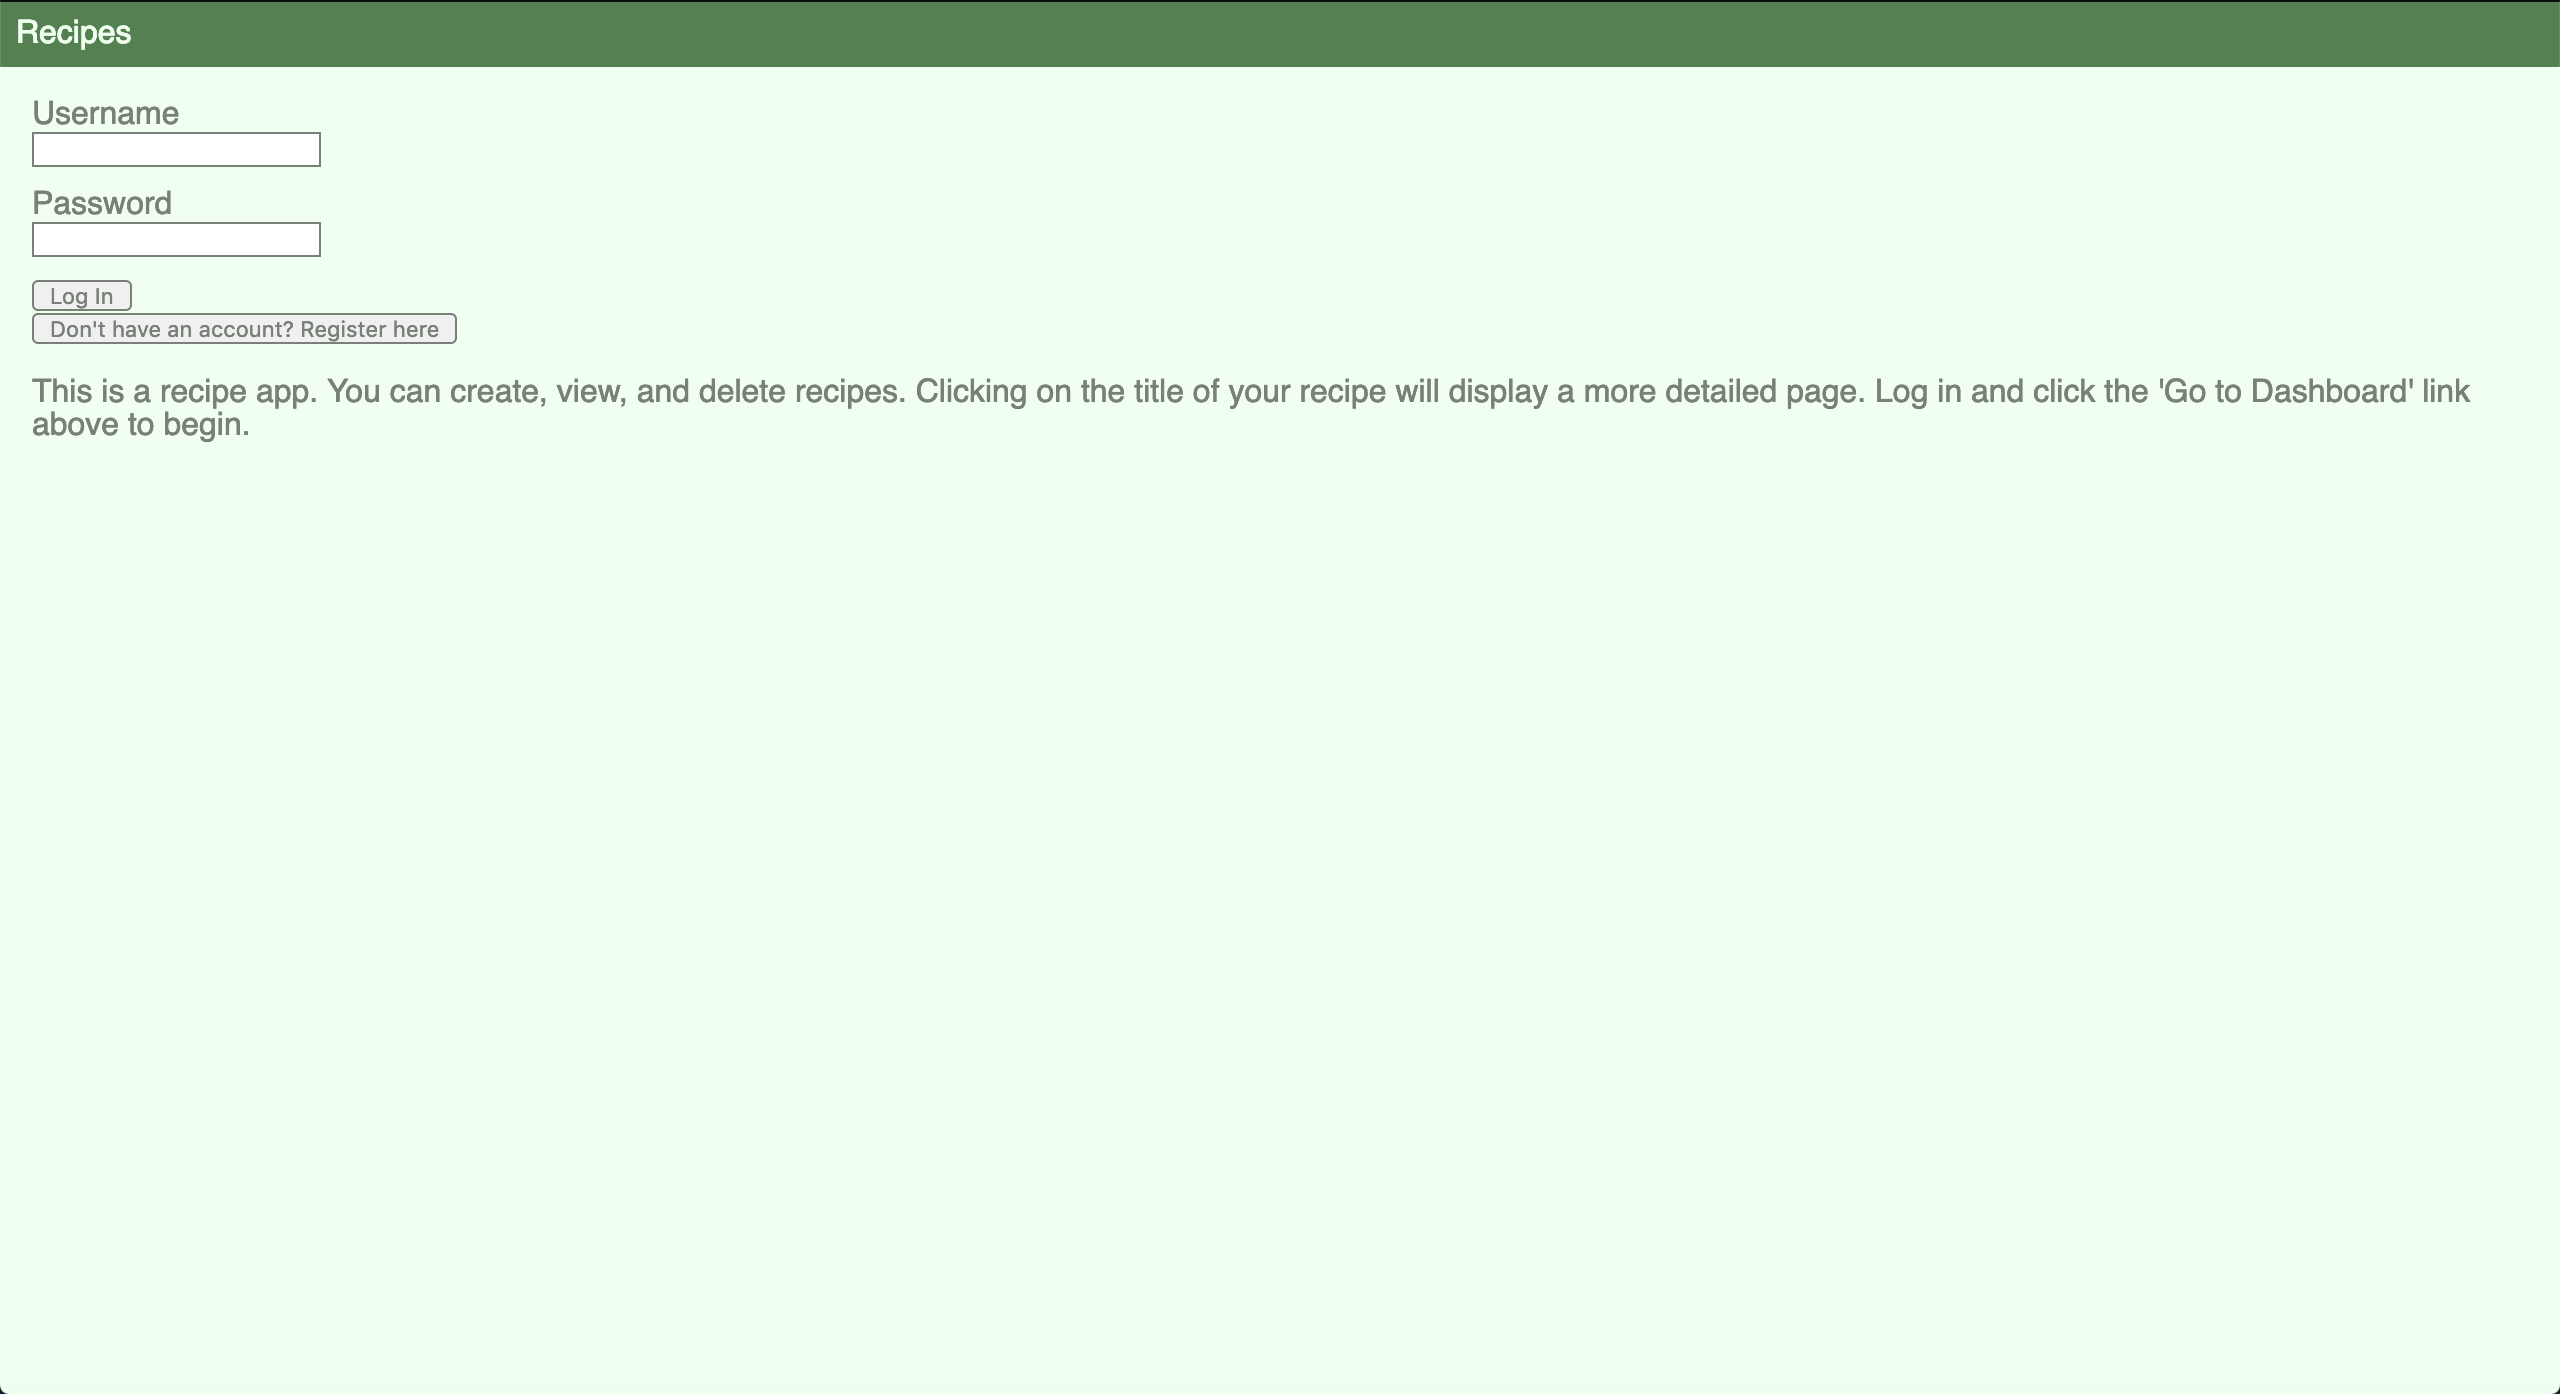 Recipes
Username
Password
Log In
Don't have an account? Register here
This is a recipe app. You can create, view, and delete recipes. Clicking on the title of your recipe will display a more detailed page. Log in and click the 'Go to Dashboard' link
above to begin.